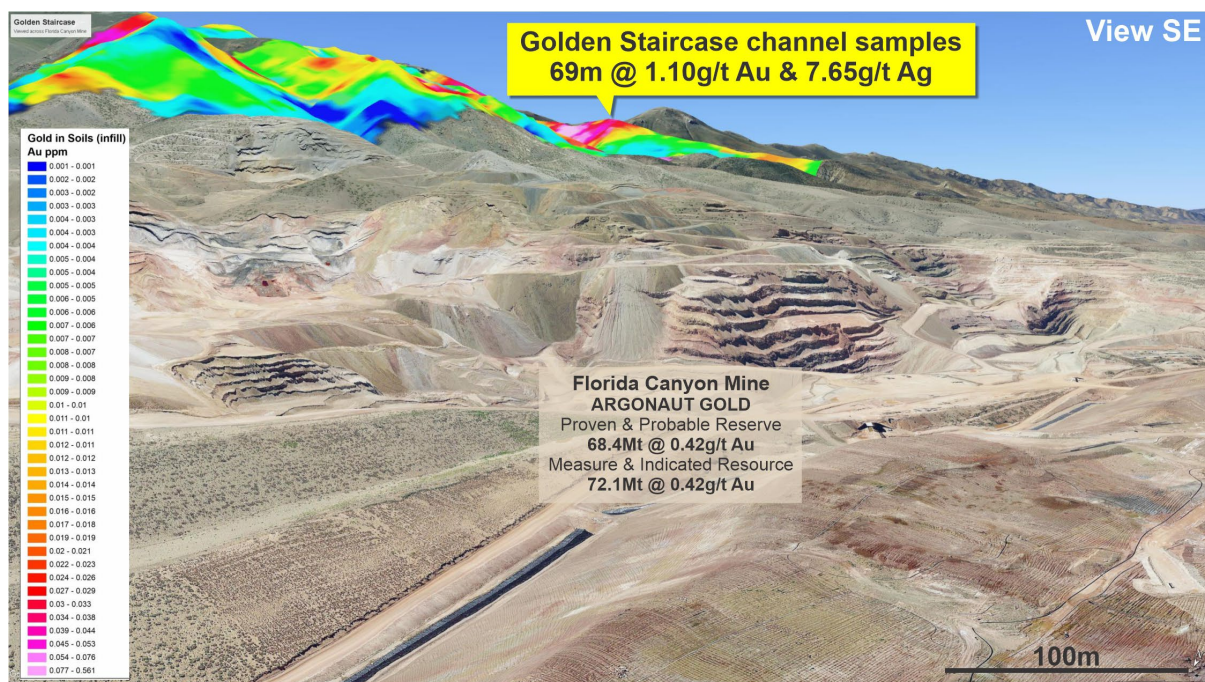 Golden Staircase
Viewed across Florida Canyon Mine
View SE
Golden Staircase channel samples
69m @ 1.10g/t Au & 7.65g/t Ag
Gold in Soils (infill)
Au ppm
0.001 - 0.001
0.002 - 0.002
0.003 - 0.002
0.003 - 0.003
0.004 - 0.003
0.004 - 0.003
0.004 - 0.004
0.005 - 0.004
0.005 - 0.004
0.005 - 0.005
0.006 - 0.005
0.006 - 0.006
0.007 - 0.006
0.007 - 0.007
0.008 - 0.007
0.008 - 0.008
0.009 - 0.008
0.009 - 0.009
0.01 - 0.01
0.011 - 0.01
0.011 - 0.011
0.012 - 0.011
0.012 - 0.012
0.013 - 0.013
0.014 - 0.014
0.015 - 0.015
0.016 - 0.016
0.017 - 0.018
0.019 - 0.019
0.02 - 0.021
0.022 - 0.023
0.024 - 0.026
0.027 - 0.029
0.03 - 0.033
0.034 - 0.038
0.039 - 0.044
0.045 - 0.053
0.054 - 0.076
0.077 - 0.561
Florida Canyon Mine
ARGONAUT GOLD
Proven & Probable Reserve
68.4Mt @ 0.42g/t Au
Measure & Indicated Resource
72.1Mt @ 0.42g/t Au
100m